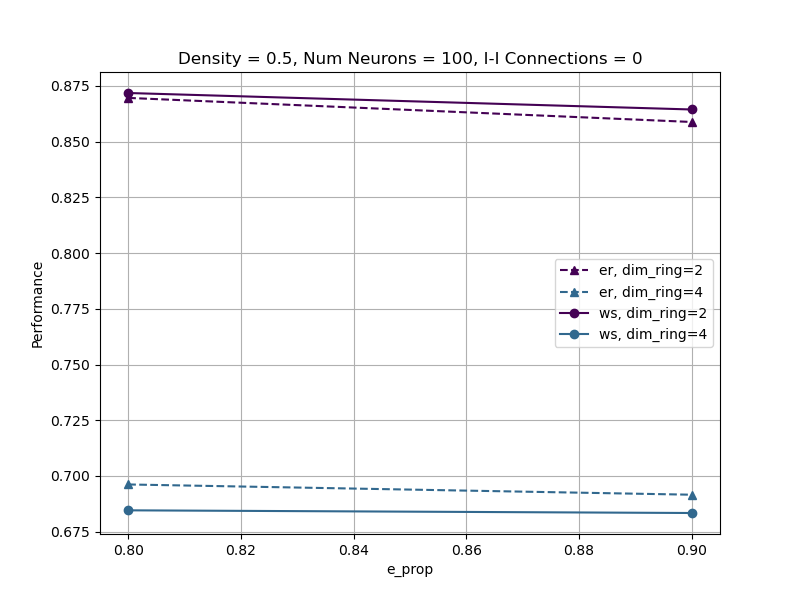 Density = 0.5, Num Neurons = 100, I-I Connections = 0
Performance
0.875
0.850
0.825
0.800
0.775
0.750
0.725
0.700
0.675
er, dim_ring=2
er, dim_ring=4
ws, dim_ring=2
ws, dim_ring=4
0.80 0.82 0.84 0.86 0.88 0.90
e_prop